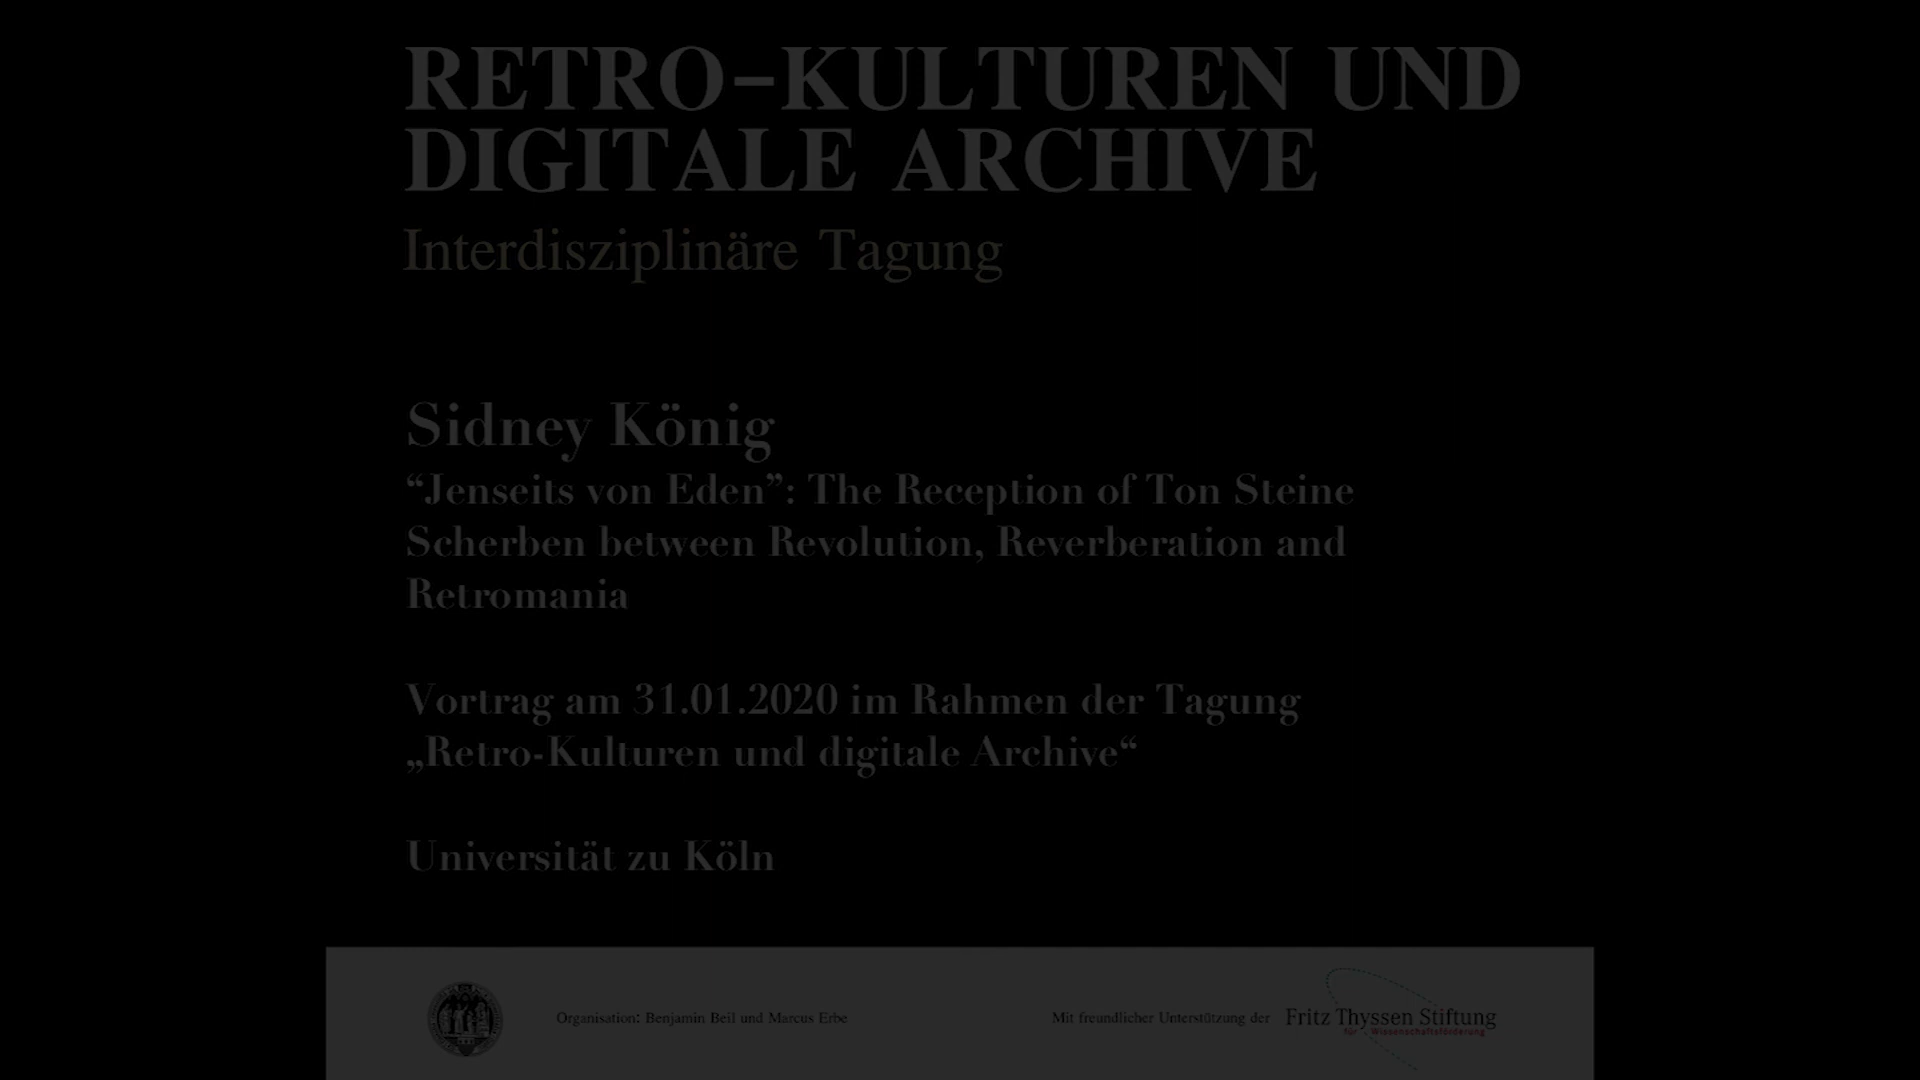 RETRO–KULTUREN UND
DIGITALE ARCHIVE
Interdisziplinäre Tagung
Sidney König
“Jenseits von Eden”: The Reception of Ton Steine
Scherben between Revolution, Reverberation and
Retromania
Vortrag am 31.01.2020 im Rahmen der Tagung
„Retro-Kulturen und digitale Archive“
Universität zu Köln
Organisation: Benjamin Beil und Marcus Erbe
Mit freundlicher Unterstützung der
Fritz Thyssen Stiftung
für Wissenschaftsförderung